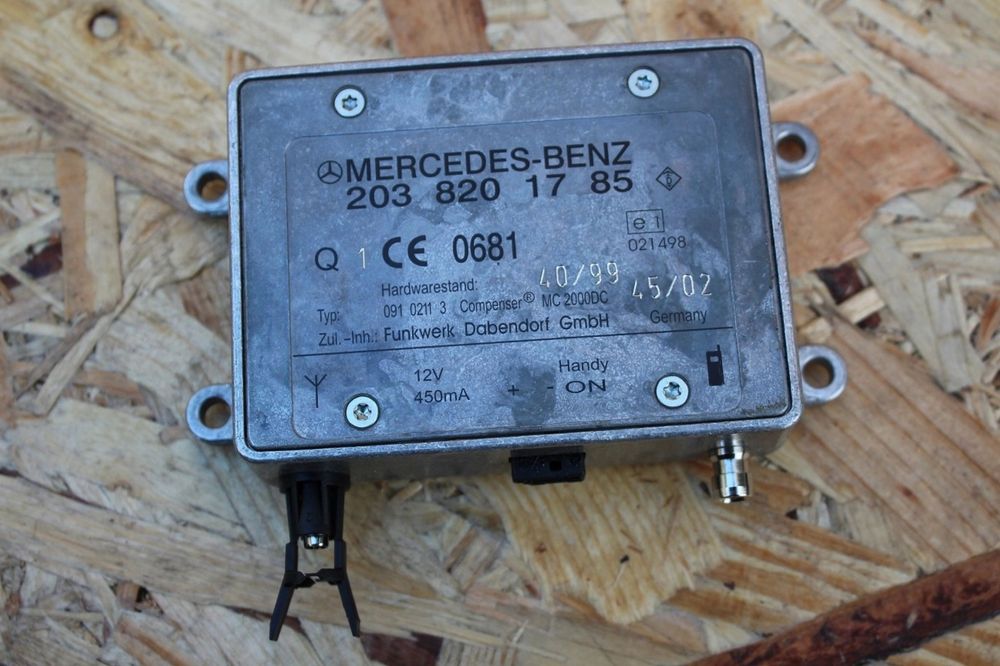 MERCEDES-BENZ
203 820 17 85
e1
021498
Q 1 CE 0681
Hardwarestand: 40/99 45/02
Typ: 091 0211 3 Compenser® MC 2000DC
Zul.-Inh.: Funkwerk Dabendorf GmbH Germany
12V Handy
450mA + - ON